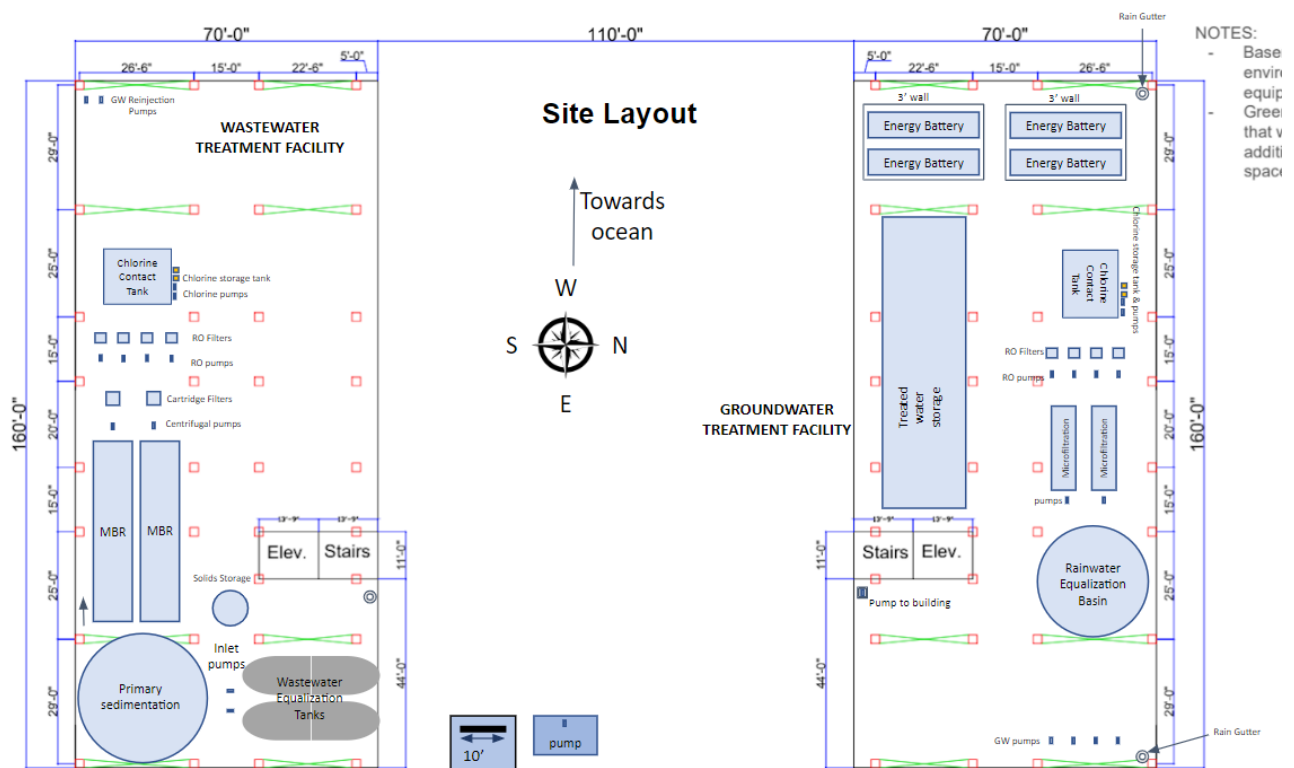 Rain Gutter
70'-0"
110'-0"
70'-0"
NOTES:
5'-0"
5'-0"
26'-6"
15'-0"
22'-6"
22'-6"
15'-0"
26'-6"
GW Reinjection
Pumps
WASTEWATER
TREATMENT FACILITY
Site Layout
3' wall
3' wall
Energy Battery
Energy Battery
Energy Battery
Energy Battery
29'-0"
29'-0"
Towards
ocean
Chlorine
Contact
Tank
Chlorine storage tank
Chlorine pumps
25'-0"
W
S
N
E
Chlorine
Contact
Tank
Chlorine storage tank
& pumps
25'-0"
RO Filters
RO pumps
15'-0"
RO Filters
RO pumps
15'-0"
Cartridge Filters
Centrifugal pumps
160'-0"
20'-0"
GROUNDWATER
TREATMENT FACILITY
Treated
water
storage
Microfiltration
Microfiltration
20'-0"
160'-0"
pumps
15'-0"
15'-0"
MBR
MBR
13'-9"
13'-9"
Elev.
Stairs
11'-0"
13'-9"
13'-9"
Stairs
Elev.
11'-0"
Solids Storage
25'-0"
Pump to building
Rainwater
Equalization
Basin
25'-0"
Inlet
pumps
Primary
sedimentation
Wastewater
Equalization
Tanks
29'-0"
44'-0"
44'-0"
29'-0"
10'
pump
GW pumps
Rain Gutter